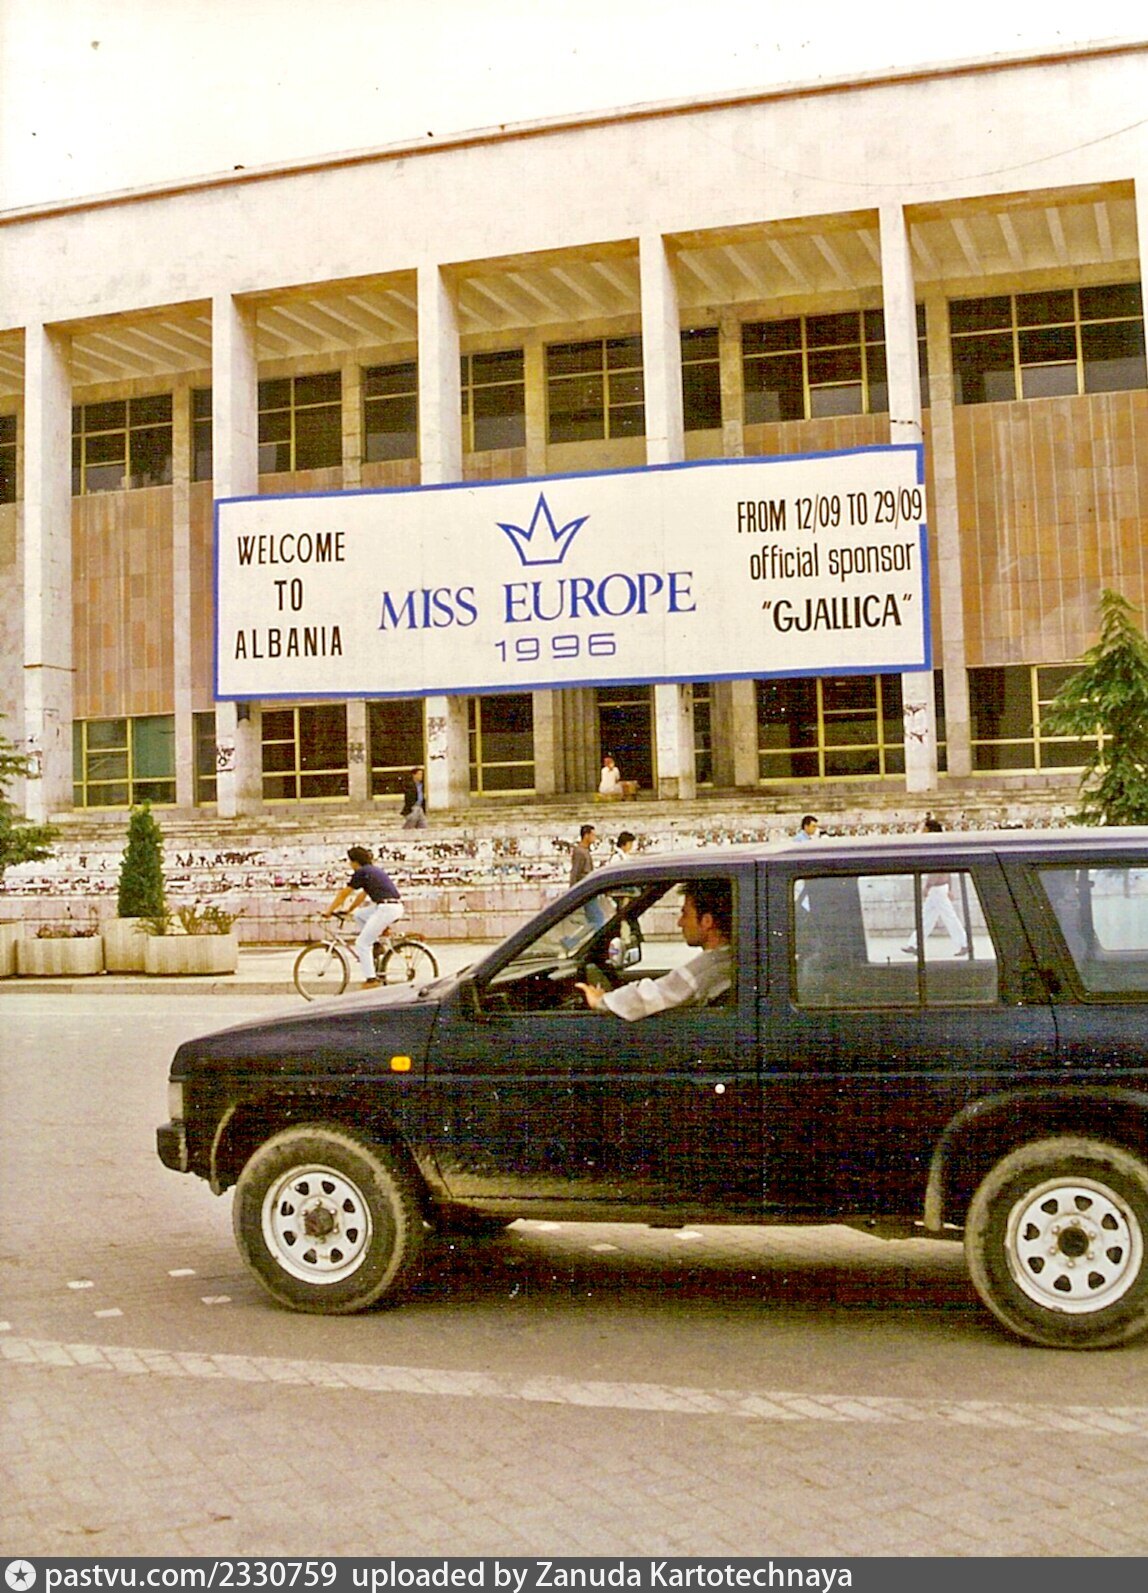 WELCOME
TO
ALBANIA
MISS EUROPE
1996
FROM 12/09 TO 29/09
official sponsor
"GJALLICA"
pastvu.com/2330759 uploaded by Zanuda Kartotechnaya